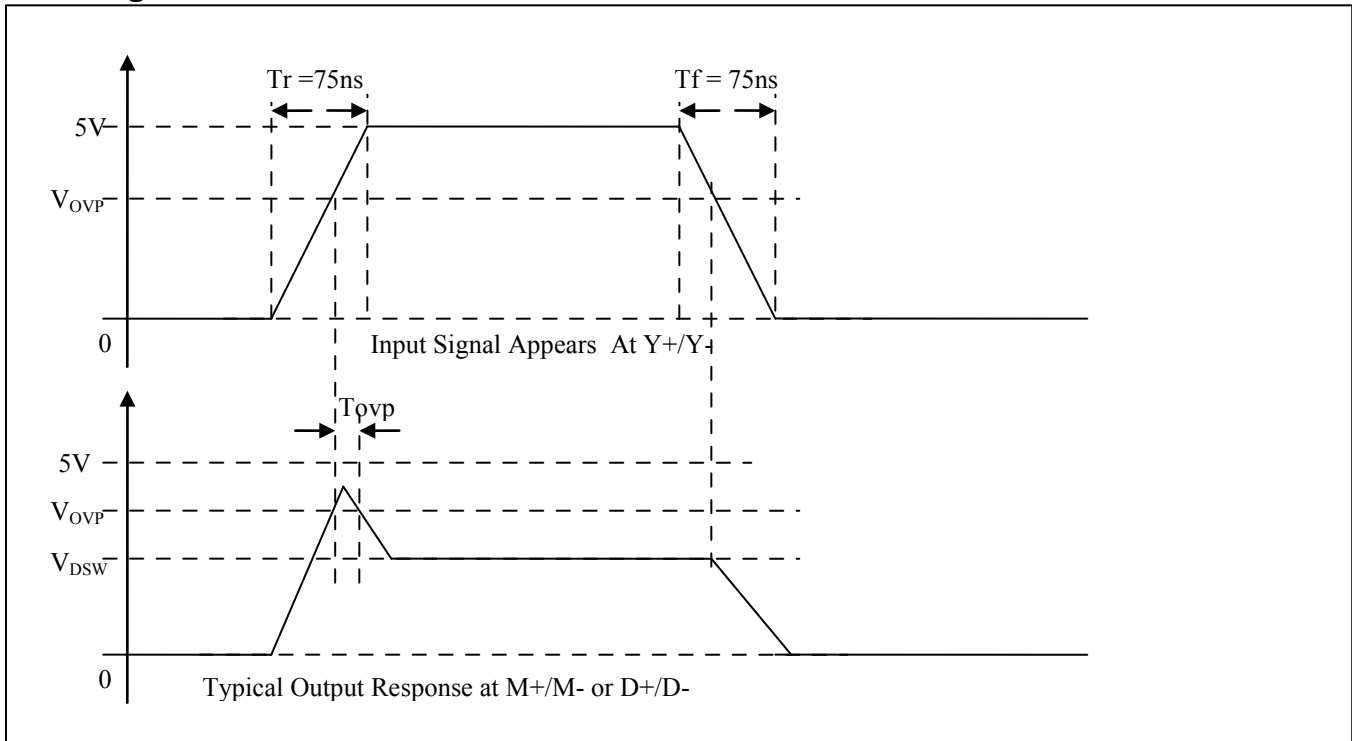 Tr =75ns
Tf = 75ns
5V
VOVP
0
Input Signal Appears At Y+/Y-
Tovp
5V
VOVP
VDSW
0
Typical Output Response at M+/M- or D+/D-